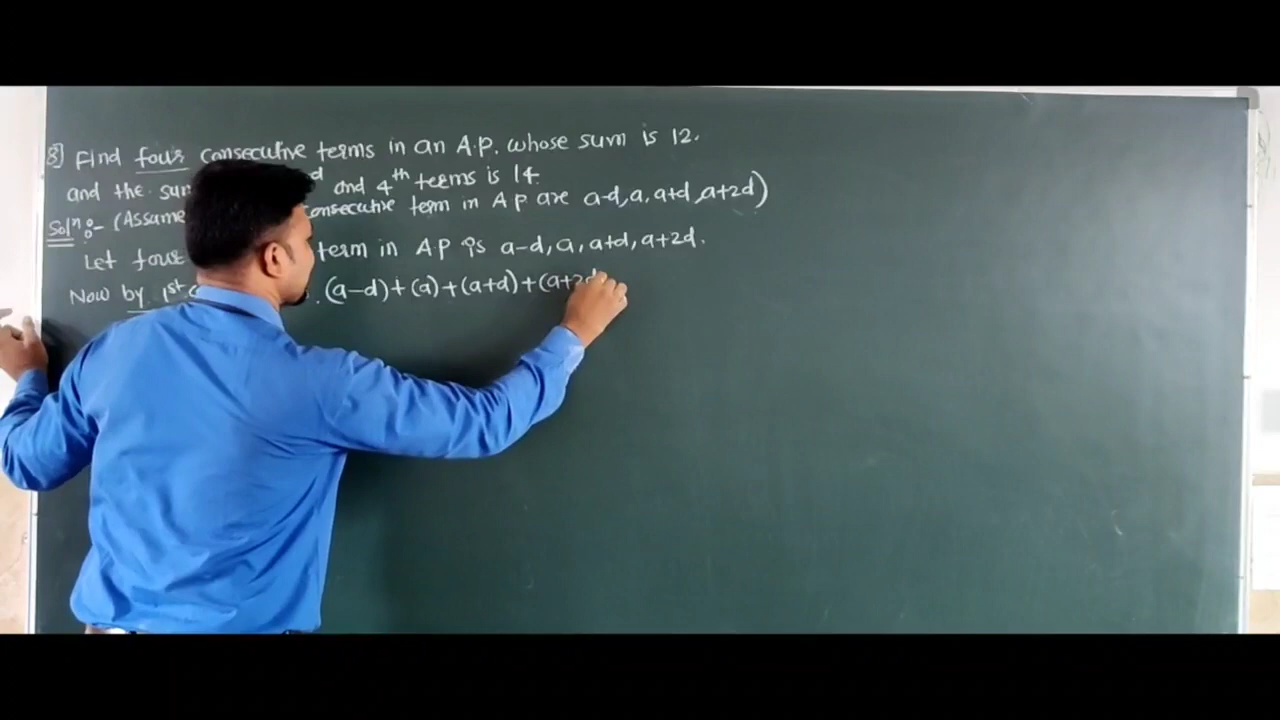 8] Find four consecutive terms in an A.P. whose sum is 12.
and the sum and 4th terms is 14.
Soln :- (Assume consecutive term in A P are a-d, a, a+d, a+2d)
Let four term in AP is a-d, a, a+d, a+2d.
Now by 1st (a-d)+(a)+(a+d)+(a+2d